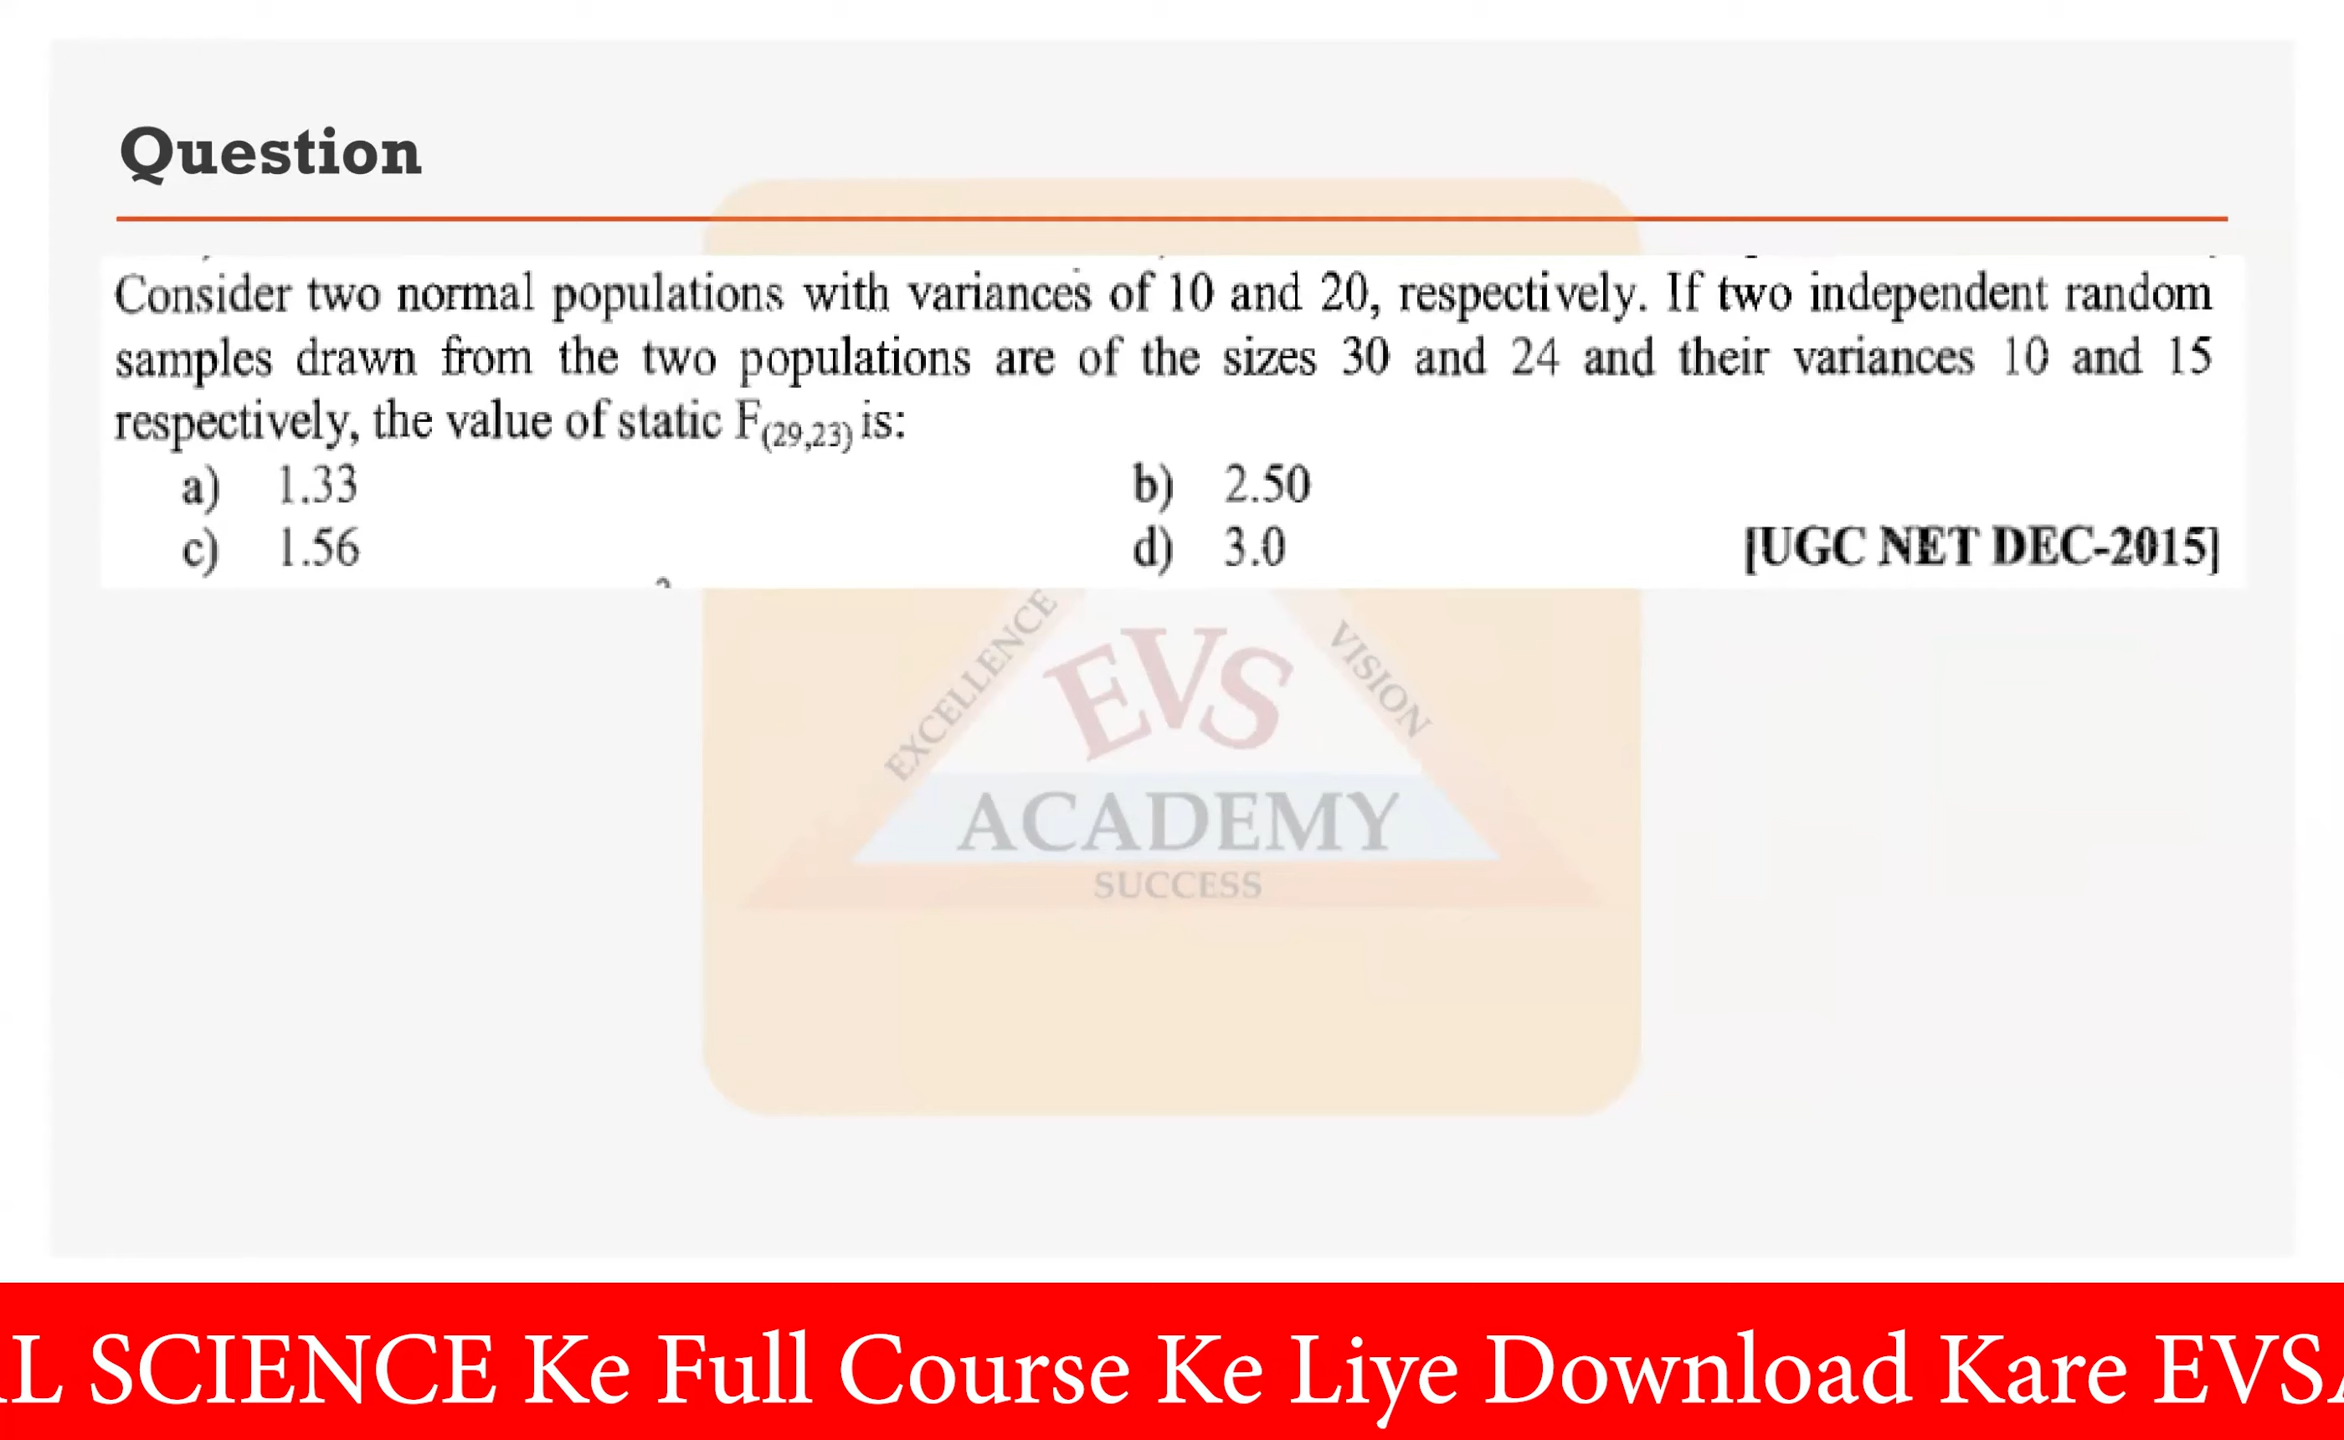 Question
Consider two normal populations with variances of 10 and 20, respectively. If two independent random
samples drawn from the two populations are of the sizes 30 and 24 and their variances 10 and 15
respectively, the value of static F(29,23) is:
a) 1.33 b) 2.50
c) 1.56 d) 3.0 [UGC NET DEC-2015]
EXCELLENCE
VISION
EVS
ACADEMY
SUCCESS
L SCIENCE Ke Full Course Ke Liye Download Kare EVS